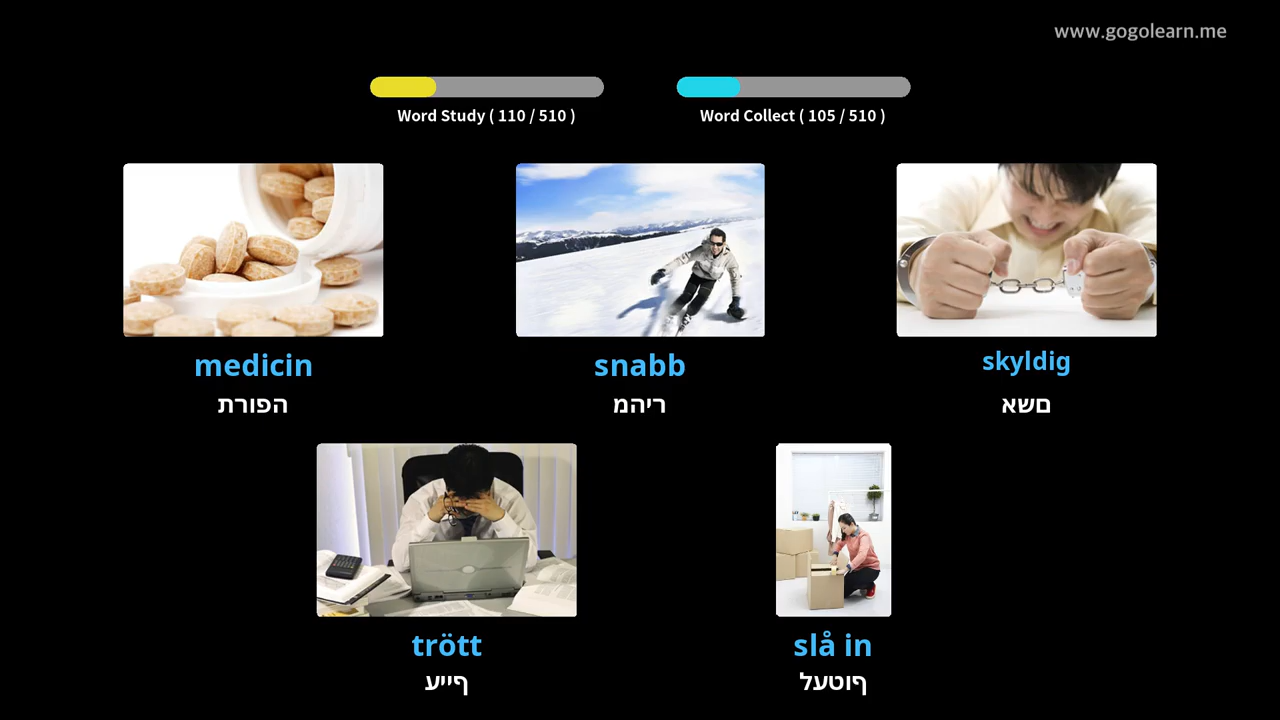 www.gogolearn.me
Word Study ( 110 / 510 )
Word Collect ( 105 / 510 )
medicin
הפורת
snabb
ריהמ
skyldig
םשא
trött
ףייע
slå in
ףוטעל